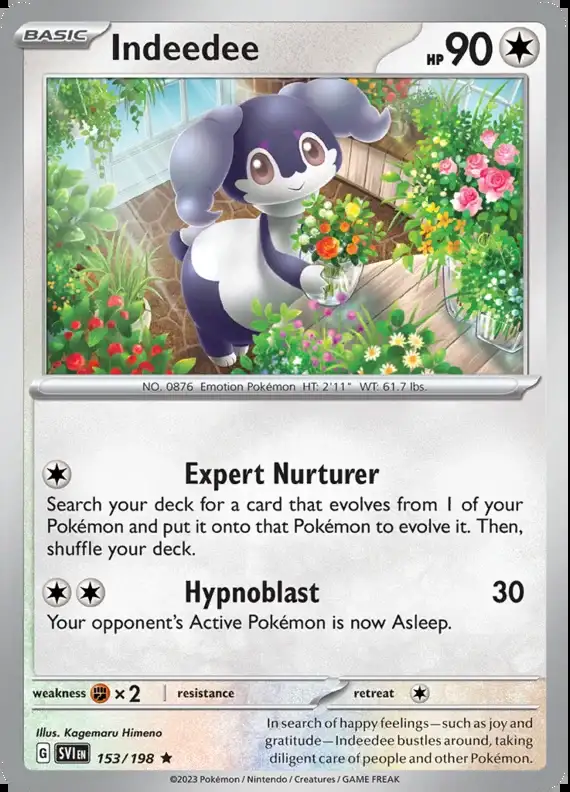 BASIC
Indeedee
HP 90
NO. 0876 Emotion Pokémon HT: 2'11" WT: 61.7 lbs.
Expert Nurturer
Search your deck for a card that evolves from 1 of your
Pokémon and put it onto that Pokémon to evolve it. Then,
shuffle your deck.
Hypnoblast 30
Your opponent's Active Pokémon is now Asleep.
weakness ×2 resistance retreat
Illus. Kagemaru Himeno
G SVI EN 153/198 ★
In search of happy feelings—such as joy and
gratitude—Indeedee bustles around, taking
diligent care of people and other Pokémon.
©2023 Pokémon / Nintendo / Creatures / GAME FREAK